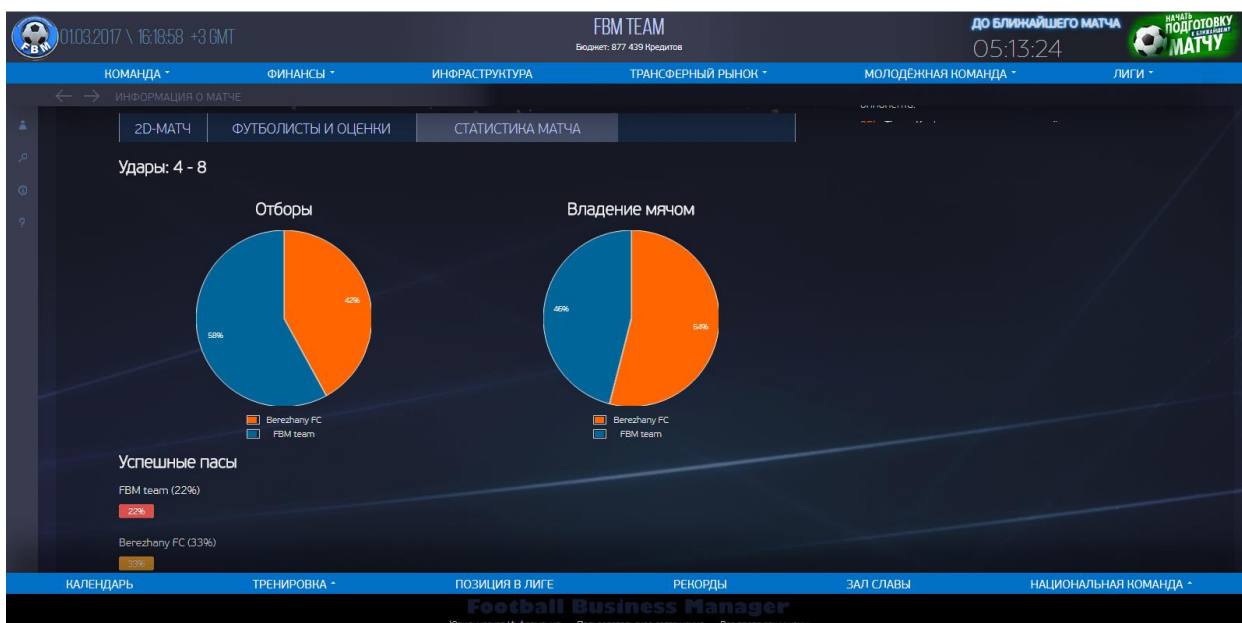 01.03.2017 \ 16:18:58 +3 GMT
FBM TEAM
Бюджет: 877 439 Кредитов
ДО БЛИЖАЙШЕГО МАТЧА
05:13:24
НАЧАТЬ
ПОДГОТОВКУ
К БЛИЖАЙШЕМУ
МАТЧУ
FBM
КОМАНДА
ФИНАНСЫ
ИНФРАСТРУКТУРА
ТРАНСФЕРНЫЙ РЫНОК
МОЛОДЁЖНАЯ КОМАНДА
ЛИГИ
ИНФОРМАЦИЯ О МАТЧЕ
2D-МАТЧ
ФУТБОЛИСТЫ И ОЦЕНКИ
СТАТИСТИКА МАТЧА
Удары: 4 - 8
Отборы
42%
58%
Berezhany FC
FBM team
Владение мячом
46%
54%
Berezhany FC
FBM team
Успешные пасы
FBM team (22%)
22%
Berezhany FC (33%)
33%
КАЛЕНДАРЬ
ТРЕНИРОВКА
ПОЗИЦИЯ В ЛИГЕ
РЕКОРДЫ
ЗАЛ СЛАВЫ
НАЦИОНАЛЬНАЯ КОМАНДА
Football Business Manager